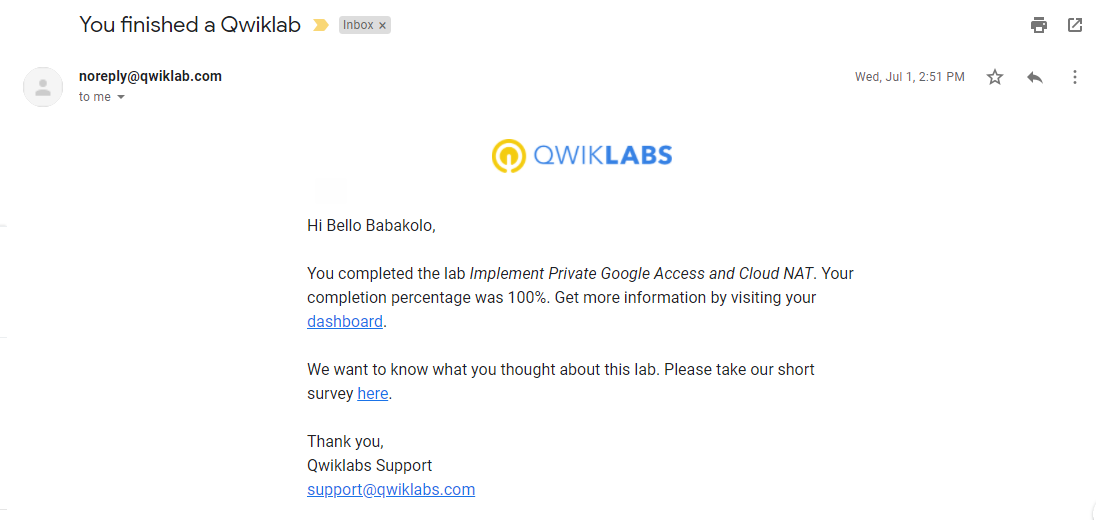 You finished a Qwiklab
Inbox ×
noreply@qwiklab.com
Wed, Jul 1, 2:51 PM
to me
QWIKLABS
Hi Bello Babakolo,
You completed the lab Implement Private Google Access and Cloud NAT. Your
completion percentage was 100%. Get more information by visiting your
dashboard.
We want to know what you thought about this lab. Please take our short
survey here.
Thank you,
Qwiklabs Support
support@qwiklabs.com